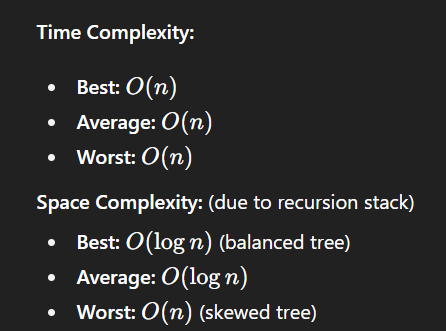 Time Complexity:
• Best: O(n)
• Average: O(n)
• Worst: O(n)
Space Complexity: (due to recursion stack)
• Best: O(log n) (balanced tree)
• Average: O(log n)
• Worst: O(n) (skewed tree)